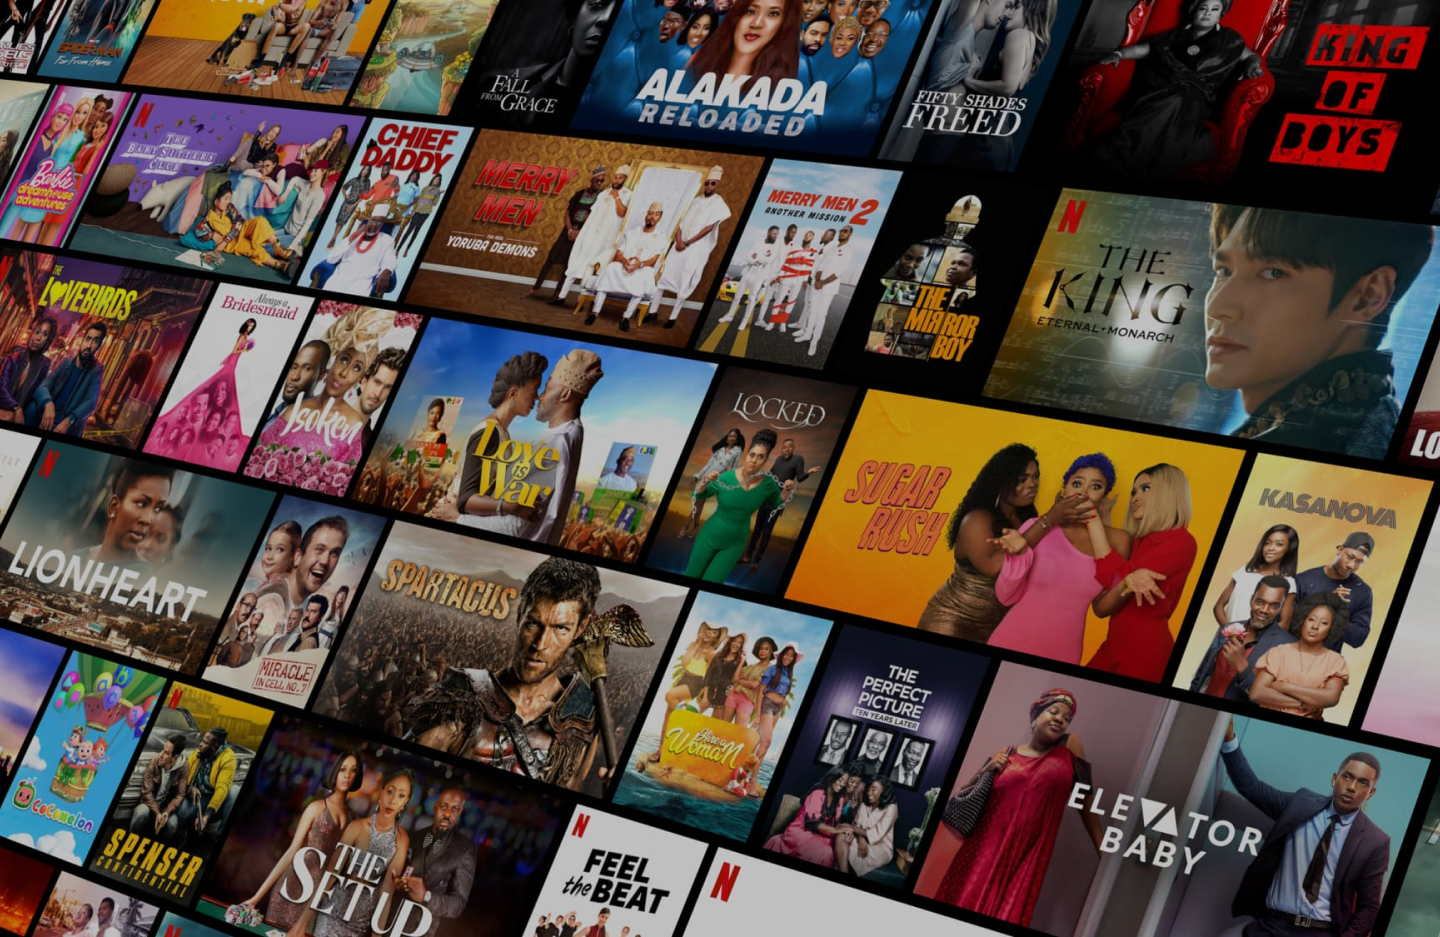 SPIDER-MAN
Far From Home
A
FALL
FROM GRACE
ALAKADA
RELOADED
FIFTY SHADES
FREED
KING
OF
BOYS
Barbie
dreamhouse
adventures
N
THE
BABY-SITTERS
CLUB
CHIEF
DADDY
MERRY
MEN
YORUBA DEMONS
MERRY MEN 2
ANOTHER MISSION
THE
MIRROR
BOY
N
THE
KING
ETERNAL MONARCH
THE
LOVEBIRDS
Always a
Bridesmaid
Isoken
Love
is
War
LOCKED
SUGAR
RUSH
KASANOVA
LO
N
LIONHEART
MIRACLE
IN CELL NO. 7
SPARTACUS
Woman
THE
PERFECT
PICTURE
TEN YEARS LATER
ELEVATOR
BABY
CoComelon
N
SPENSER
CONFIDENTIAL
THE
SET UP
N
FEEL
the BEAT
N